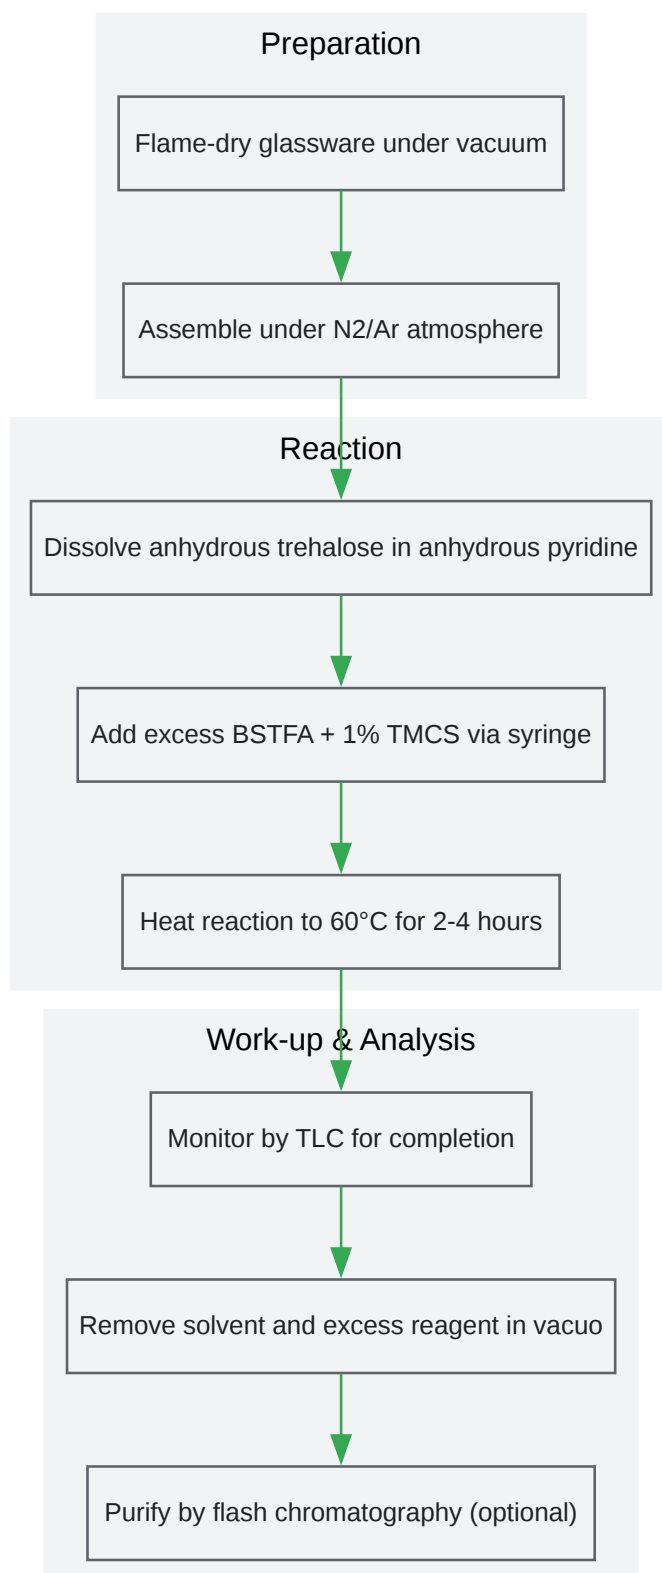 Preparation
Flame-dry glassware under vacuum
Assemble under N2/Ar atmosphere
Reaction
Dissolve anhydrous trehalose in anhydrous pyridine
Add excess BSTFA + 1% TMCS via syringe
Heat reaction to 60°C for 2-4 hours
Work-up & Analysis
Monitor by TLC for completion
Remove solvent and excess reagent in vacuo
Purify by flash chromatography (optional)